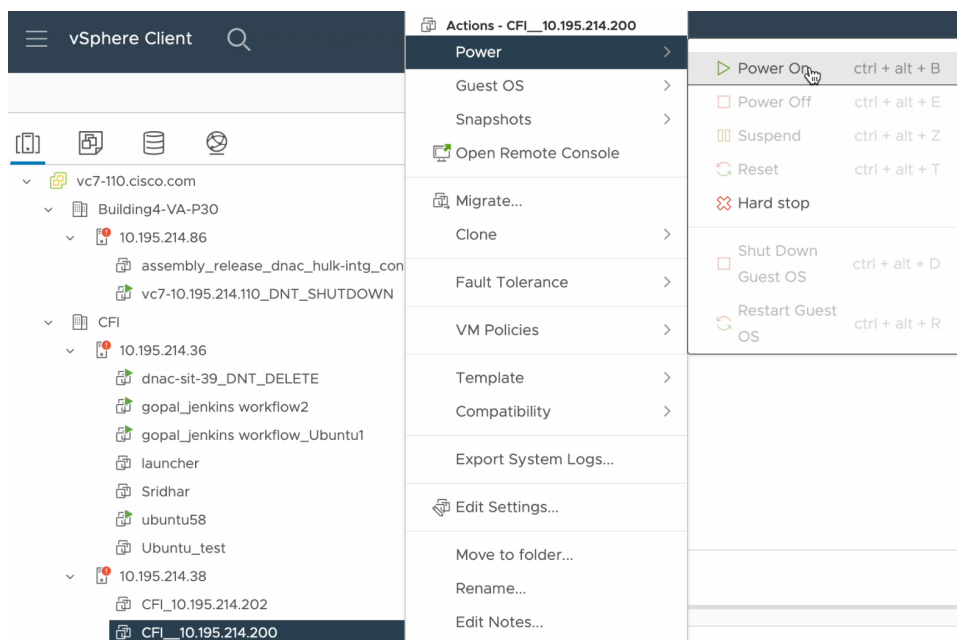 vSphere Client
vc7-110.cisco.com
Building4-VA-P30
10.195.214.86
assembly_release_dnac_hulk-intg_con
vc7-10.195.214.110_DNT_SHUTDOWN
CFI
10.195.214.36
dnac-sit-39_DNT_DELETE
gopal_jenkins workflow2
gopal_jenkins workflow_Ubuntu1
launcher
Sridhar
ubuntu58
Ubuntu_test
10.195.214.38
CFI_10.195.214.202
CFI__10.195.214.200
Actions - CFI__10.195.214.200
Power
Guest OS
Snapshots
Open Remote Console
Migrate...
Clone
Fault Tolerance
VM Policies
Template
Compatibility
Export System Logs...
Edit Settings...
Move to folder...
Rename...
Edit Notes...
Power On ctrl + alt + B
Power Off ctrl + alt + E
Suspend ctrl + alt + Z
Reset ctrl + alt + T
Hard stop
Shut Down
Guest OS ctrl + alt + D
Restart Guest
OS ctrl + alt + R